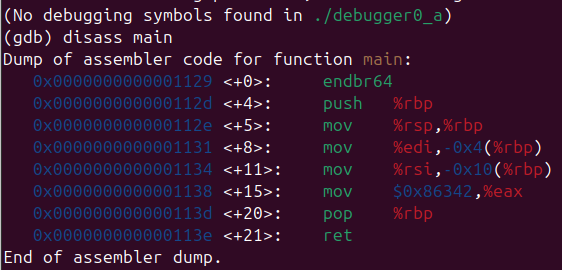 (No debugging symbols found in ./debugger0_a)
(gdb) disass main
Dump of assembler code for function main:
   0x0000000000001129 <+0>:     endbr64
   0x000000000000112d <+4>:     push   %rbp
   0x000000000000112e <+5>:     mov    %rsp,%rbp
   0x0000000000001131 <+8>:     mov    %edi,-0x4(%rbp)
   0x0000000000001134 <+11>:    mov    %rsi,-0x10(%rbp)
   0x0000000000001138 <+15>:    mov    $0x86342,%eax
   0x000000000000113d <+20>:    pop    %rbp
   0x000000000000113e <+21>:    ret
End of assembler dump.